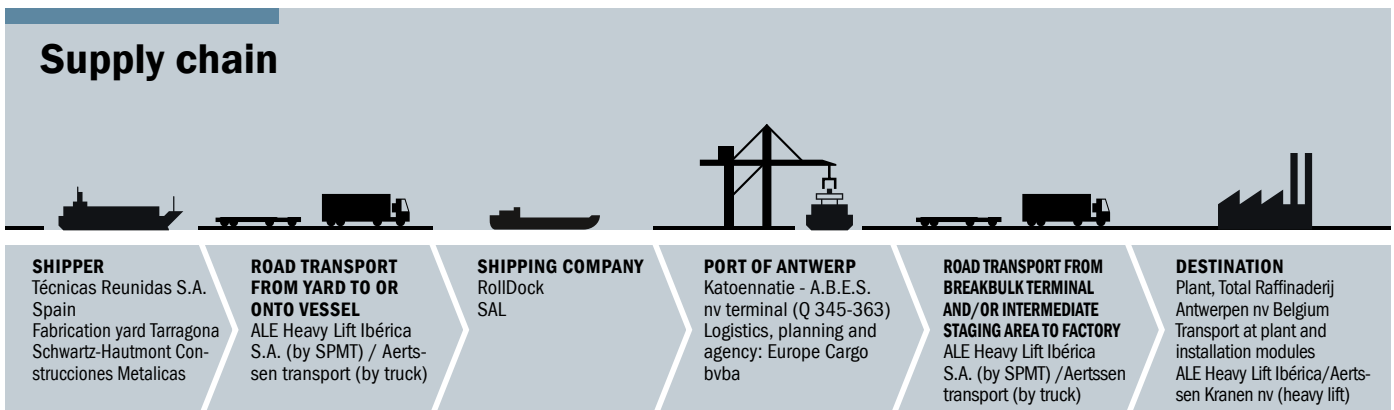 Supply chain
SHIPPER
Técnicas Reunidas S.A.
Spain
Fabrication yard Tarragona
Schwartz-Hautmont Con-
strucciones Metalicas
ROAD TRANSPORT
FROM YARD TO OR
ONTO VESSEL
ALE Heavy Lift Ibérica
S.A. (by SPMT) / Aerts-
sen transport (by truck)
SHIPPING COMPANY
RollDock
SAL
PORT OF ANTWERP
Katoennatie - A.B.E.S.
nv terminal (Q 345-363)
Logistics, planning and
agency: Europe Cargo
bvba
ROAD TRANSPORT FROM
BREAKBULK TERMINAL
AND/OR INTERMEDIATE
STAGING AREA TO FACTORY
ALE Heavy Lift Ibérica
S.A. (by SPMT) /Aertssen
transport (by truck)
DESTINATION
Plant, Total Raffinaderij
Antwerpen nv Belgium
Transport at plant and
installation modules
ALE Heavy Lift Ibérica/Aerts-
sen Kranen nv (heavy lift)